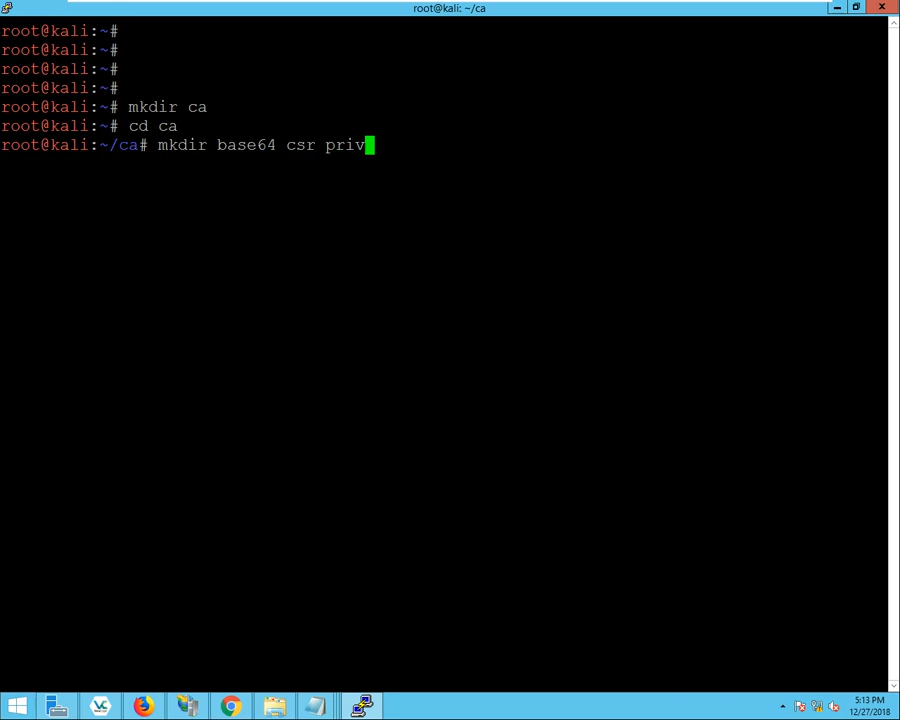 root@kali: ~/ca
root@kali:~#
root@kali:~#
root@kali:~#
root@kali:~#
root@kali:~# mkdir ca
root@kali:~# cd ca
root@kali:~/ca# mkdir base64 csr priv
VC
5:13 PM
12/27/2018